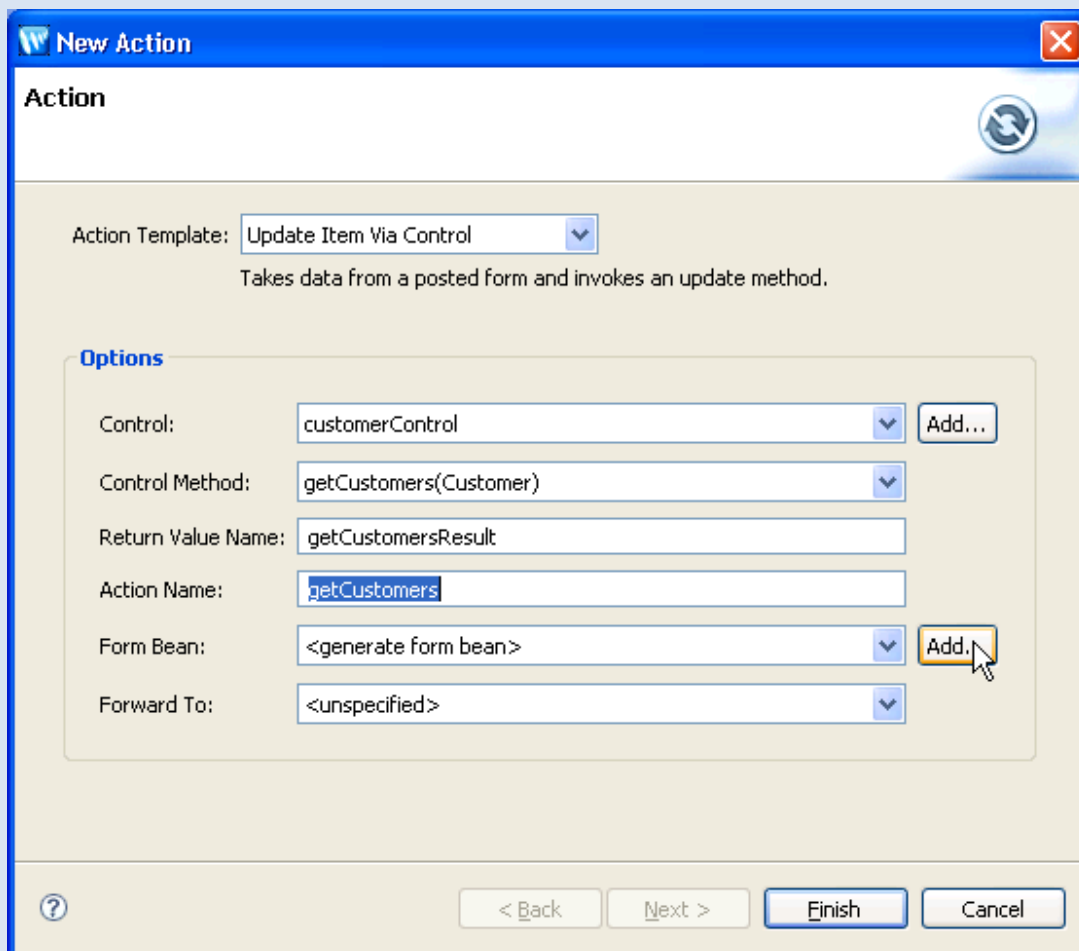 New Action
Action
Action Template: Update Item Via Control
Takes data from a posted form and invokes an update method.
Options
Control: customerControl Add...
Control Method: getCustomers(Customer)
Return Value Name: getCustomersResult
Action Name: getCustomers
Form Bean: <generate form bean> Add...
Forward To: <unspecified>
? < Back Next > Finish Cancel